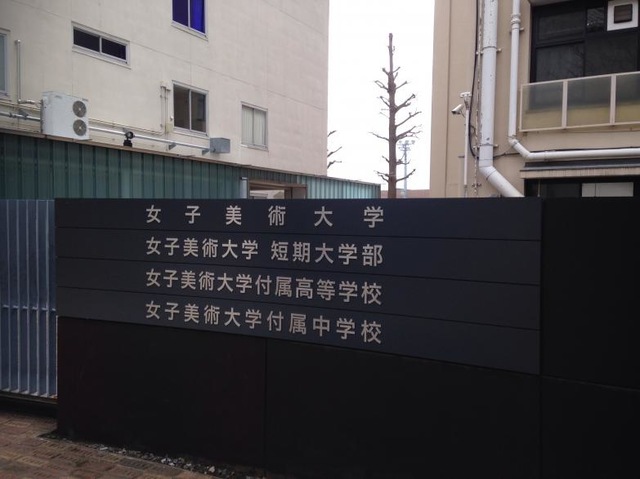 女子美術大学
女子美術大学 短期大学部
女子美術大学付属高等学校
女子美術大学付属中学校